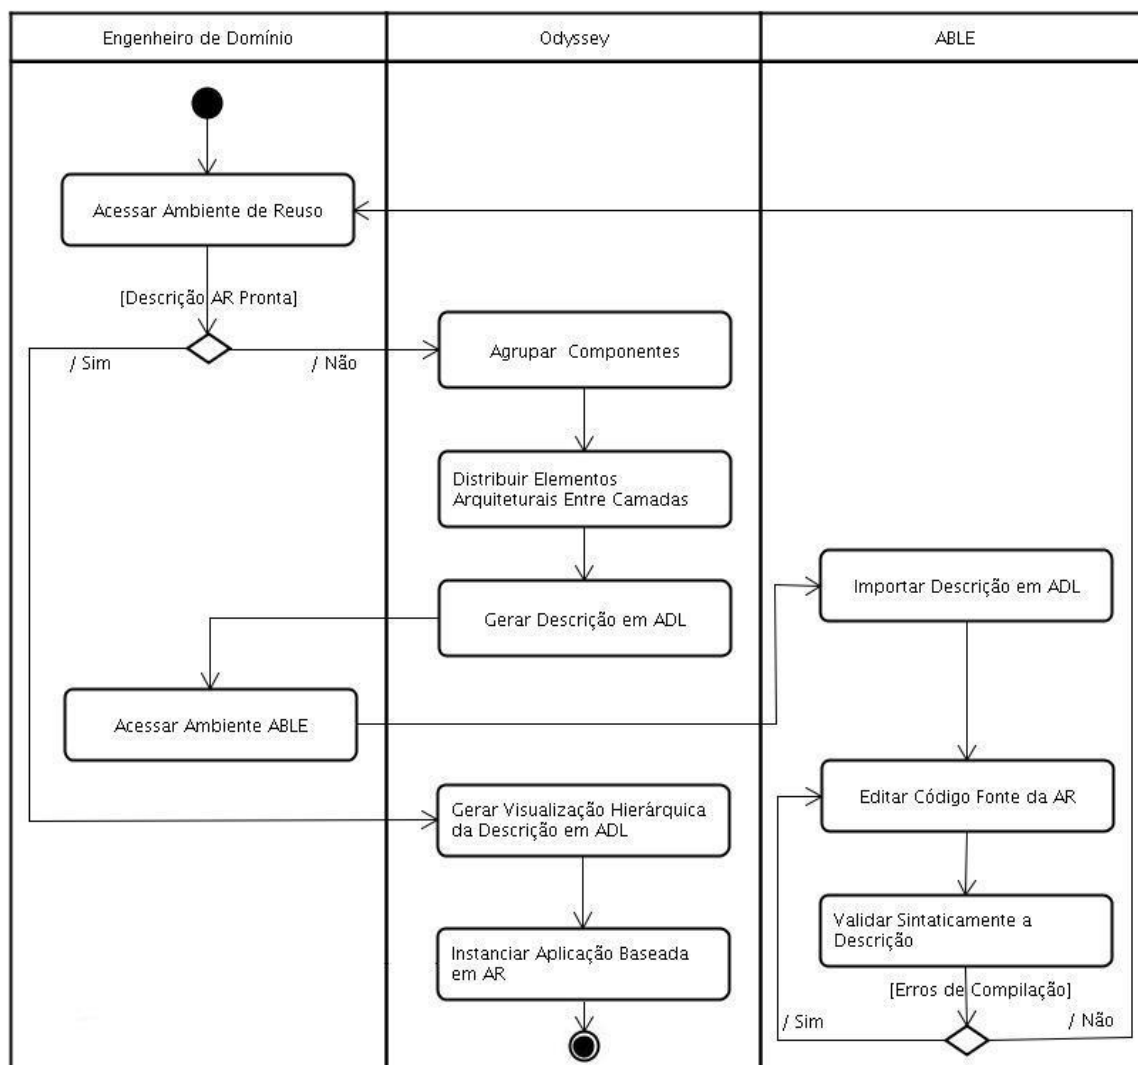 Engenheiro de Domínio
Odyssey
ABLE
Acessar Ambiente de Reuso
[Descrição AR Pronta]
/ Sim
/ Não
Agrupar Componentes
Distribuir Elementos
Arquiteturais Entre Camadas
Gerar Descrição em ADL
Importar Descrição em ADL
Acessar Ambiente ABLE
Gerar Visualização Hierárquica
da Descrição em ADL
Editar Código Fonte da AR
Validar Sintaticamente a
Descrição
Instanciar Aplicação Baseada
em AR
[Erros de Compilação]
/ Sim
/ Não